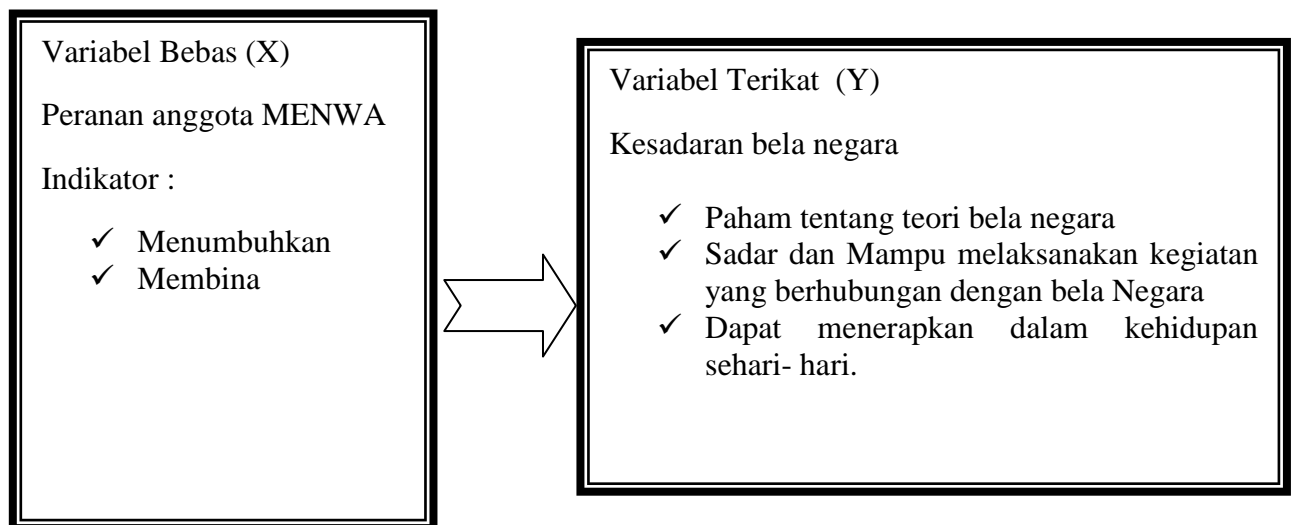 Variabel Bebas (X)
Peranan anggota MENWA
Indikator :
✓ Menumbuhkan
✓ Membina
Variabel Terikat (Y)
Kesadaran bela negara
✓ Paham tentang teori bela negara
✓ Sadar dan Mampu melaksanakan kegiatan
yang berhubungan dengan bela Negara
✓ Dapat menerapkan dalam kehidupan
sehari- hari.